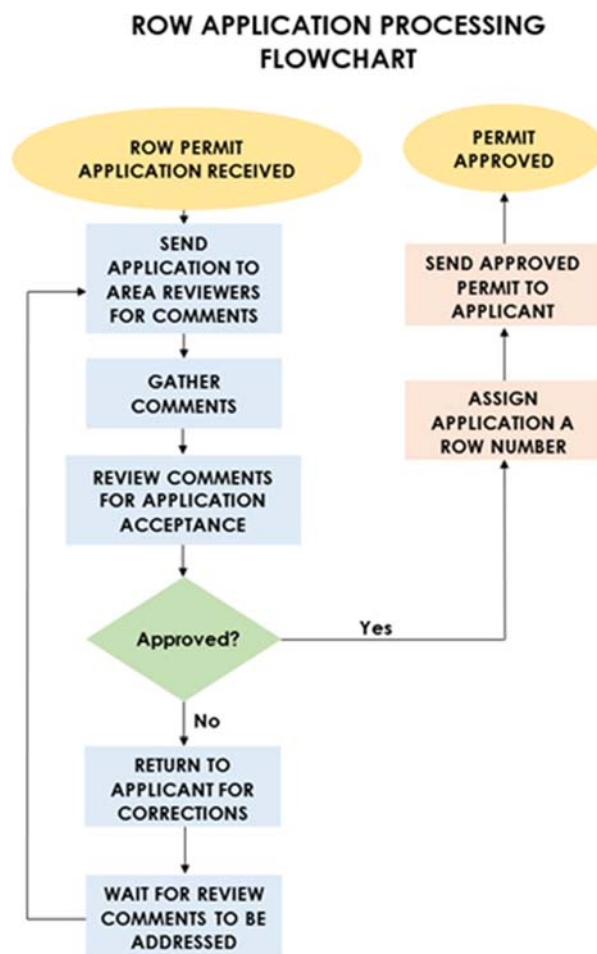 ROW APPLICATION PROCESSING
FLOWCHART
ROW PERMIT
APPLICATION RECEIVED
SEND
APPLICATION TO
AREA REVIEWERS
FOR COMMENTS
GATHER
COMMENTS
REVIEW COMMENTS
FOR APPLICATION
ACCEPTANCE
Approved?
Yes
No
RETURN TO
APPLICANT FOR
CORRECTIONS
WAIT FOR REVIEW
COMMENTS TO BE
ADDRESSED
ASSIGN
APPLICATION A
ROW NUMBER
SEND APPROVED
PERMIT TO
APPLICANT
PERMIT
APPROVED